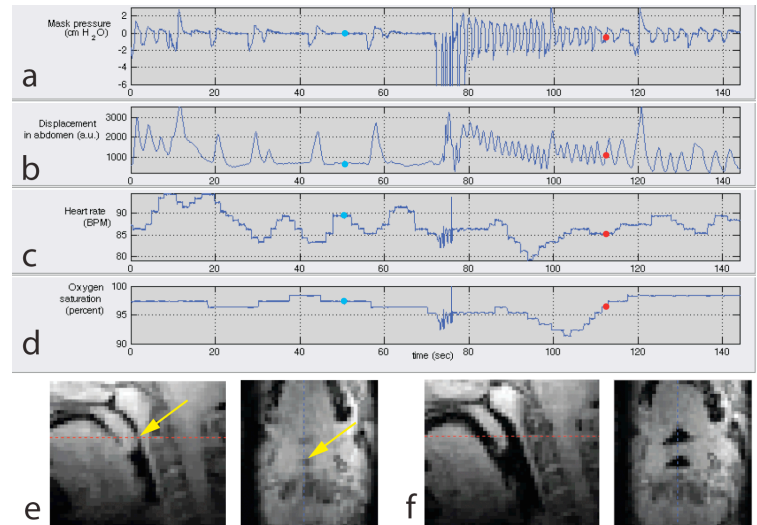 Mask pressure
(cm H2O)
2
0
-2
-4
-6
0 20 40 60 80 100 120 140
a
Displacement
in abdomen (a.u.)
3000
2000
1000
0 20 40 60 80 100 120 140
b
Heart rate
(BPM)
90
85
80
0 20 40 60 80 100 120 140
c
Oxygen
saturation
(percent)
100
95
90
0 20 40 60 80 100 120 140
time (sec)
d
e f